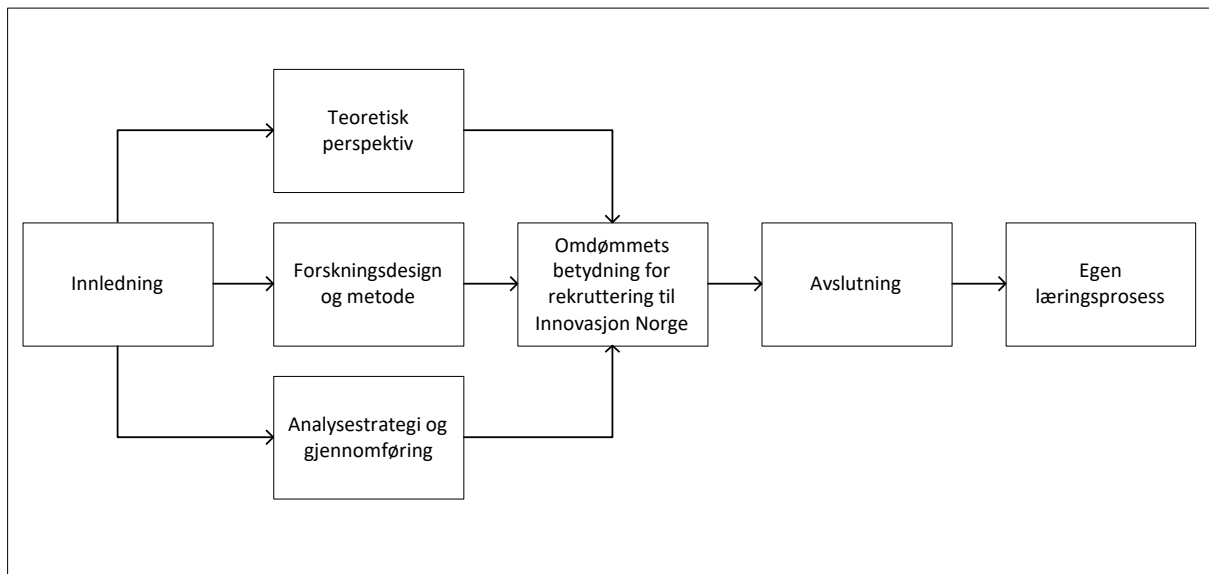 Teoretisk
perspektiv
Innledning
Forskningsdesign
og metode
Analysestrategi og
gjennomføring
Omdømmets
betydning for
rekruttering til
Innovasjon Norge
Avslutning
Egen
læringsprosess